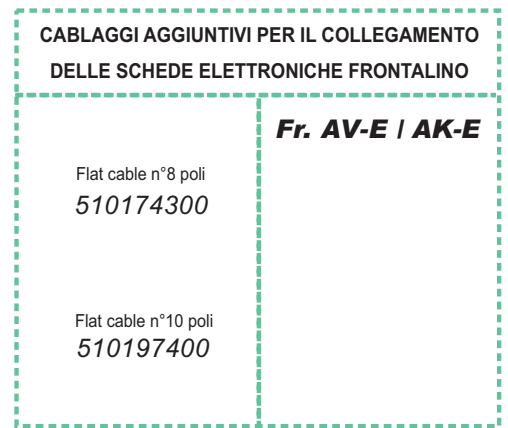 CABLAGGI AGGIUNTIVI PER IL COLLEGAMENTO
DELLE SCHEDE ELETTRONICHE FRONTALINO
Fr. AV-E / AK-E
Flat cable n°8 poli
510174300
Flat cable n°10 poli
510197400